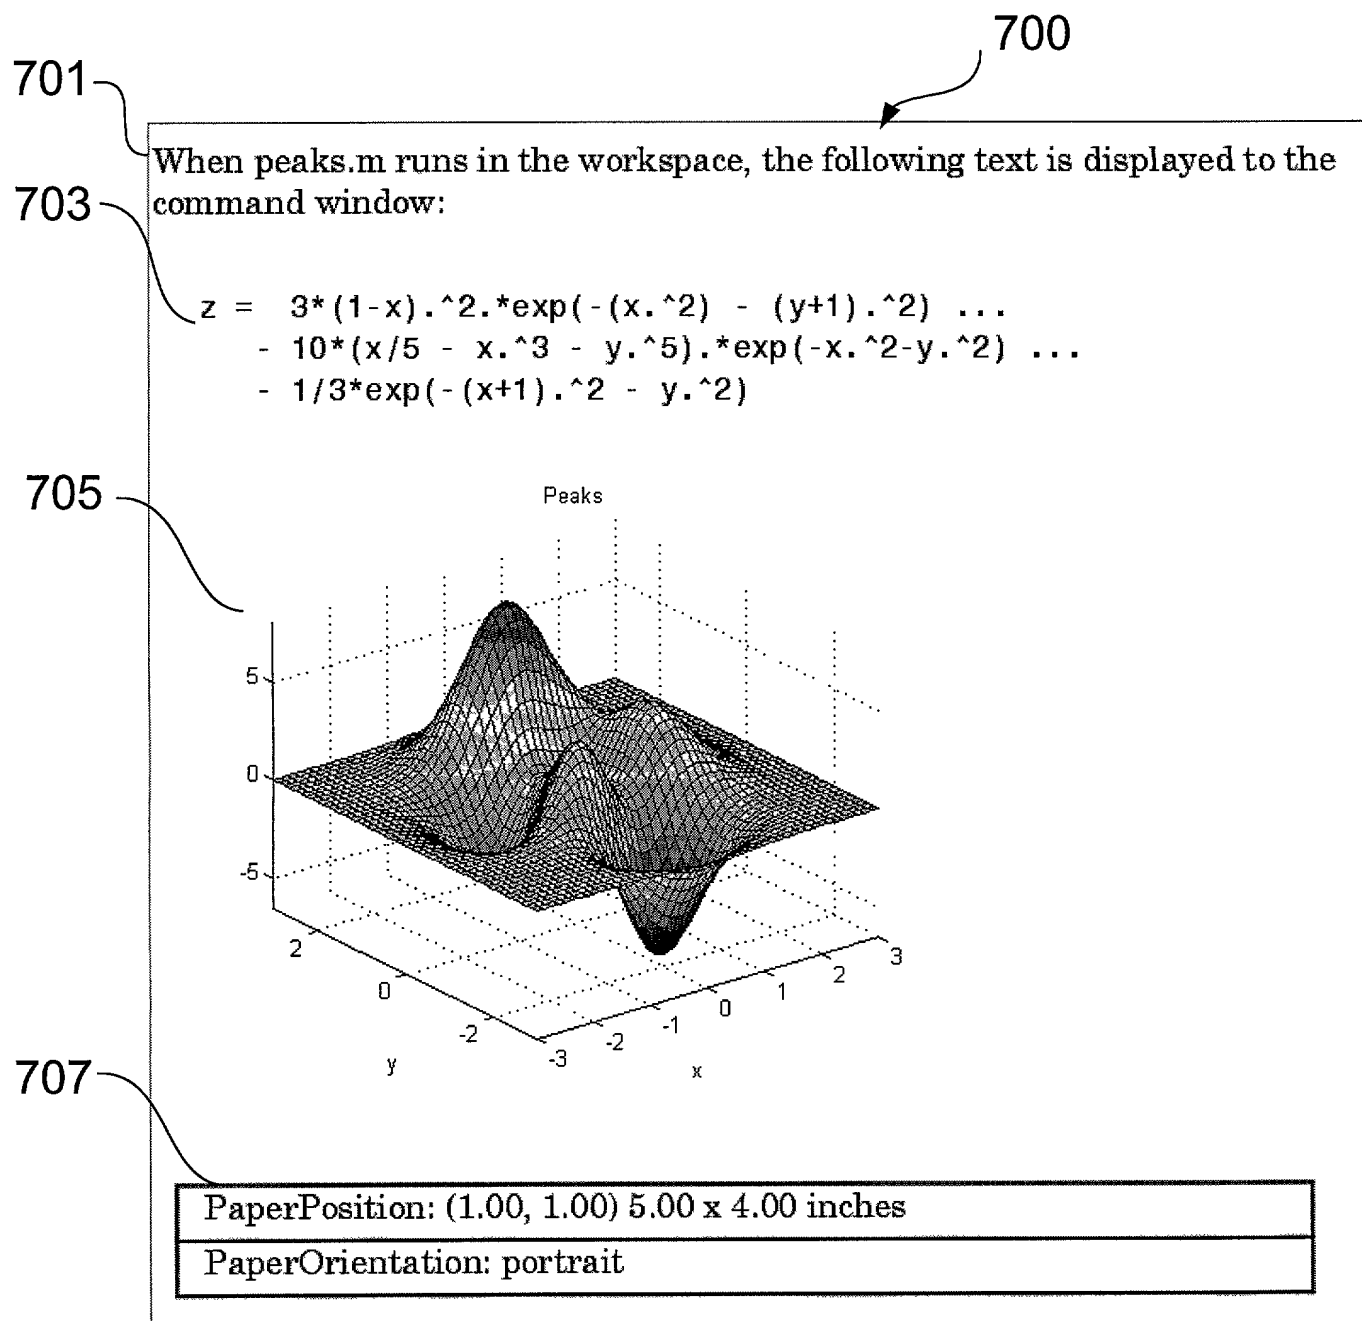 700
701
When peaks.m runs in the workspace, the following text is displayed to the
703
command window:
z =  3*(1-x).^2.*exp(-(x.^2) - (y+1).^2) ...
- 10*(x/5 - x.^3 - y.^5).*exp(-x.^2-y.^2) ...
- 1/3*exp(-(x+1).^2 - y.^2)
705
Peaks
5
0
-5
2
0
-2
y
-3
-2
-1
0
1
2
3
x
707
PaperPosition: (1.00, 1.00) 5.00 x 4.00 inches
PaperOrientation: portrait